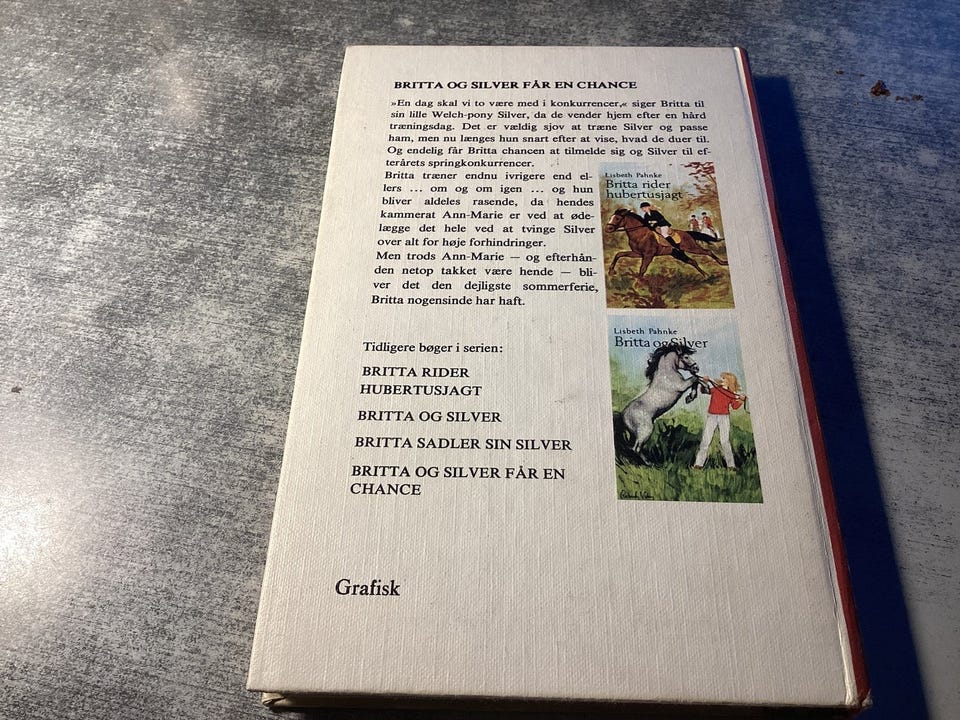 BRITTA OG SILVER FÅR EN CHANCE
»En dag skal vi to være med i konkurrencer,« siger Britta til
sin lille Welch-pony Silver, da de vender hjem efter en hård
træningsdag. Det er vældig sjov at træne Silver og passe
ham, men nu længes hun snart efter at vise, hvad de duer til.
Og endelig får Britta chancen at tilmelde sig og Silver til ef-
terårets springkonkurrencer.
Britta træner endnu ivrigere end el-
lers ... om og om igen ... og hun
bliver aldeles rasende, da hendes
kammerat Ann-Marie er ved at øde-
lægge det hele ved at tvinge Silver
over alt for høje forhindringer.
Men trods Ann-Marie — og efterhån-
den netop takket være hende — bli-
ver det den dejligste sommerferie,
Britta nogensinde har haft.
Lisbeth Pahnke
Britta rider
hubertusjagt
Lisbeth Pahnke
Britta og Silver
Tidligere bøger i serien:
BRITTA RIDER
HUBERTUSJAGT
BRITTA OG SILVER
BRITTA SADLER SIN SILVER
BRITTA OG SILVER FÅR EN
CHANCE
Grafisk